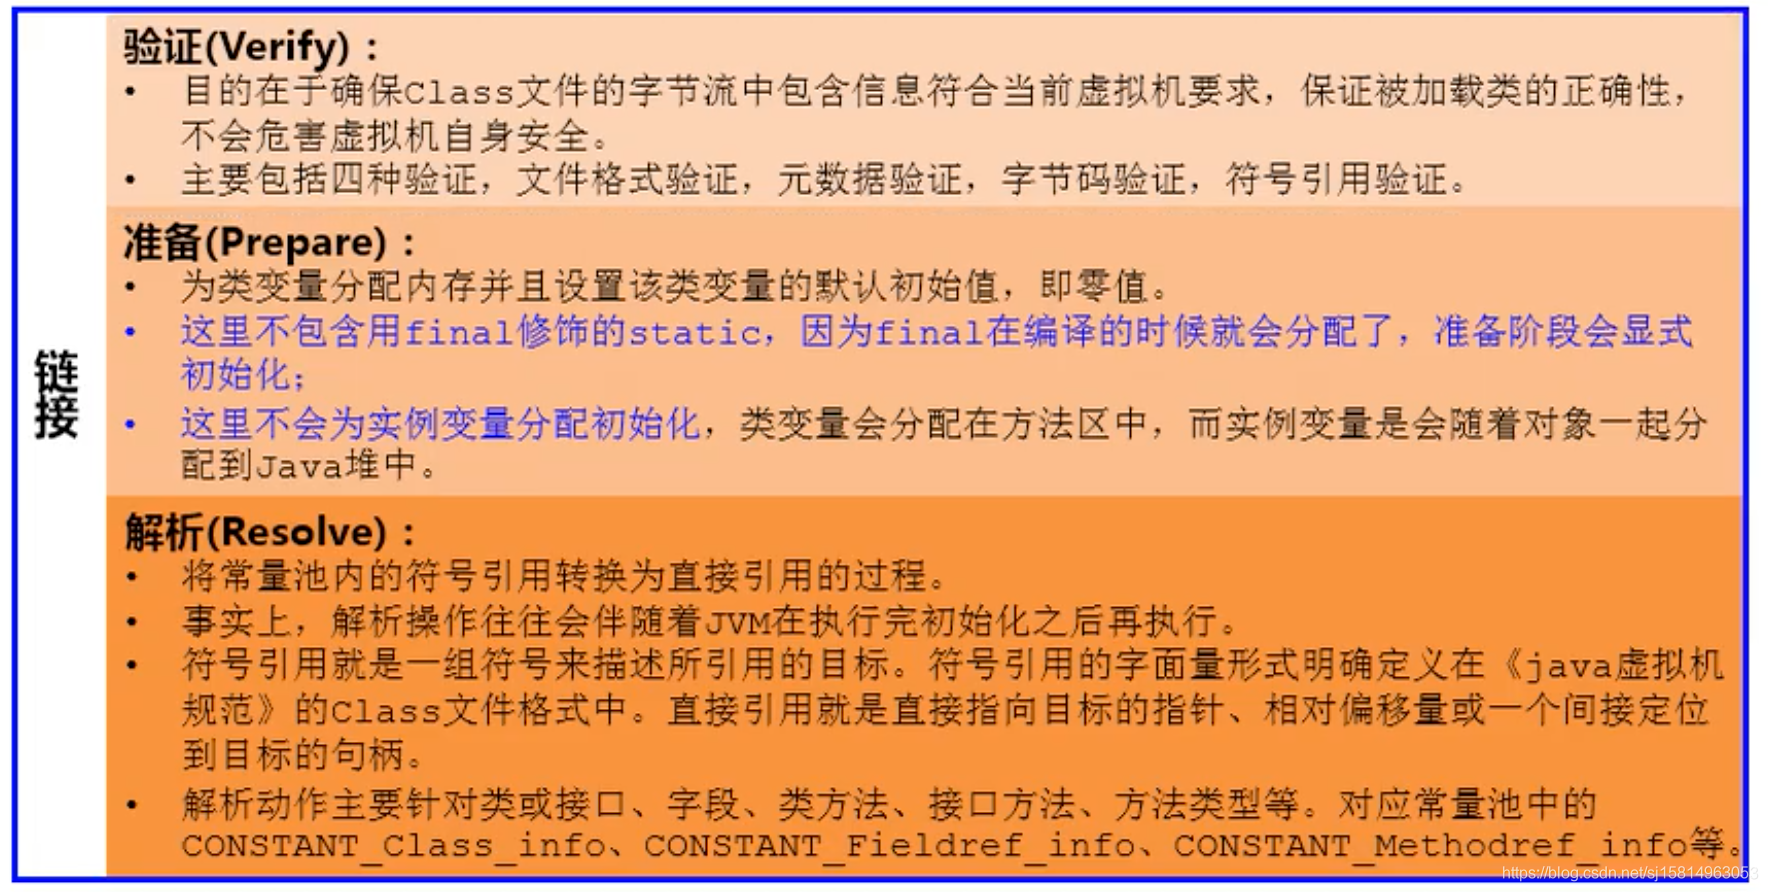 链接
验证(Verify)：
• 目的在于确保Class文件的字节流中包含信息符合当前虚拟机要求，保证被加载类的正确性，
不会危害虚拟机自身安全。
• 主要包括四种验证，文件格式验证，元数据验证，字节码验证，符号引用验证。
准备(Prepare)：
• 为类变量分配内存并且设置该类变量的默认初始值，即零值。
• 这里不包含用final修饰的static，因为final在编译的时候就会分配了，准备阶段会显式
初始化；
• 这里不会为实例变量分配初始化，类变量会分配在方法区中，而实例变量是会随着对象一起分
配到Java堆中。
解析(Resolve)：
• 将常量池内的符号引用转换为直接引用的过程。
• 事实上，解析操作往往会伴随着JVM在执行完初始化之后再执行。
• 符号引用就是一组符号来描述所引用的目标。符号引用的字面量形式明确定义在《java虚拟机
规范》的Class文件格式中。直接引用就是直接指向目标的指针、相对偏移量或一个间接定位
到目标的句柄。
• 解析动作主要针对类或接口、字段、类方法、接口方法、方法类型等。对应常量池中的
CONSTANT_Class_info、CONSTANT_Fieldref_info、CONSTANT_Methodref_info等。
https://blog.csdn.net/sj15814963053